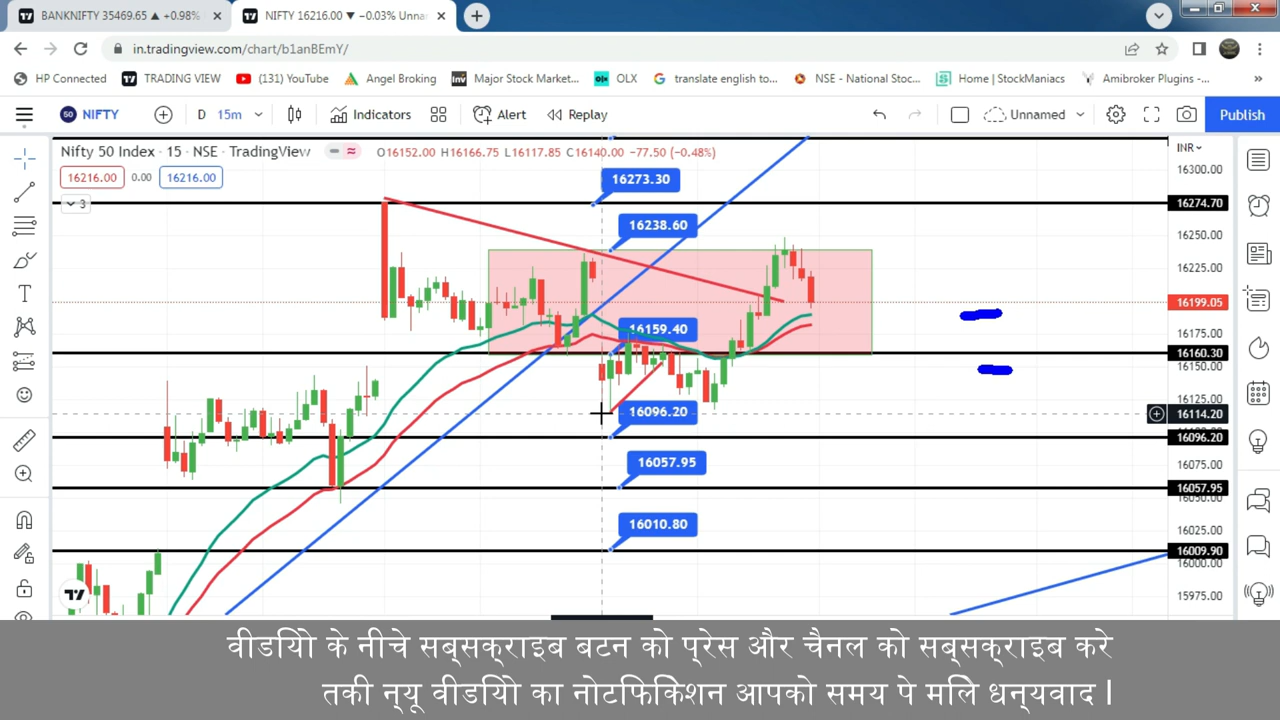 BANKNIFTY 35469.65 ▲ +0.98%
NIFTY 16216.00 ▼ −0.03% Unnar
in.tradingview.com/chart/b1anBEmY/
HP Connected
TRADING VIEW
(131) YouTube
Angel Broking
Major Stock Market...
OLX
translate english to...
NSE - National Stoc...
Home | StockManiacs
Amibroker Plugins -...
NIFTY
D
15m
Indicators
Alert
Replay
Unnamed
Publish
Nifty 50 Index · 15 · NSE · TradingView
O16152.00 H16166.75 L16117.85 C16140.00 −77.50 (−0.48%)
INR
16216.00
0.00
16216.00
3
16273.30
16238.60
16159.40
16096.20
16057.95
16010.80
16300.00
16274.70
16250.00
16225.00
16199.05
16175.00
16160.30
16150.00
16125.00
16114.20
16096.20
16075.00
16057.95
16050.00
16025.00
16009.90
16000.00
15975.00
वीडियो के नीचे सब्सक्राइब बटन को प्रेस और चैनल को सब्सक्राइब करे
तकी न्यू वीडियो का नोटफिकिशन आपको समय पे मलि धन्यवाद।